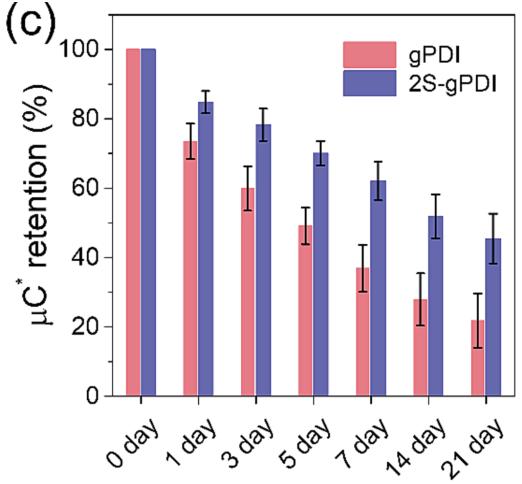 (c)
μC* retention (%)
100
80
60
40
20
0
gPDI
2S-gPDI
0 day
1 day
3 day
5 day
7 day
14 day
21 day